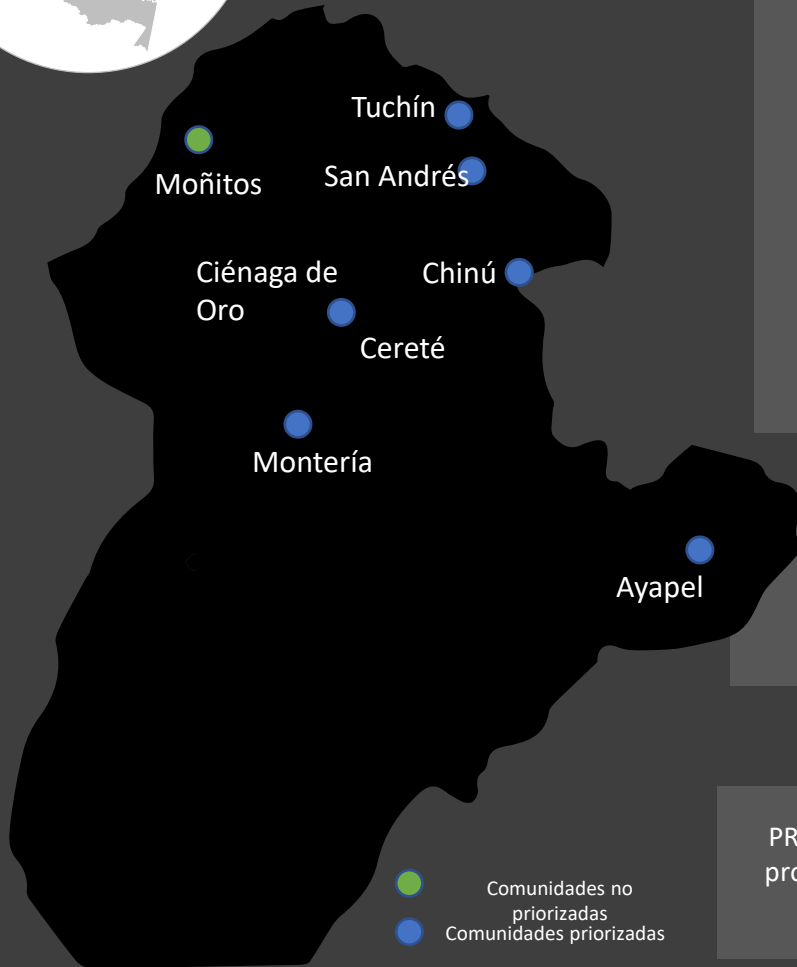 Tuchín
Moñitos
San Andrés
Ciénaga de
Oro
Chinú
Cereté
Montería
Ayapel
PR
pro
Comunidades no
priorizadas
Comunidades priorizadas